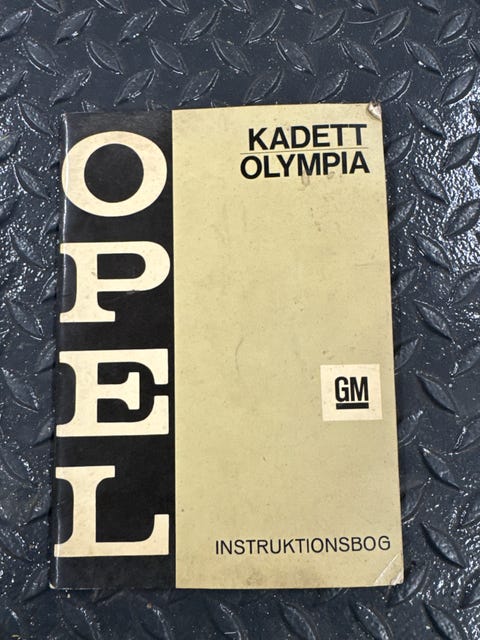 OPEL
KADETT
OLYMPIA
GM
INSTRUKTIONSBOG